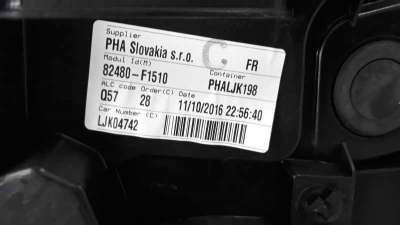 Supplier
PHA Slovakia s.r.o. C FR
Modul Id(M) Container
82480-F1510 PHALJK198
ALC code Order(C) Date
Q57 28 11/10/2016 22:56:40
Car Number (C)
LJK04742